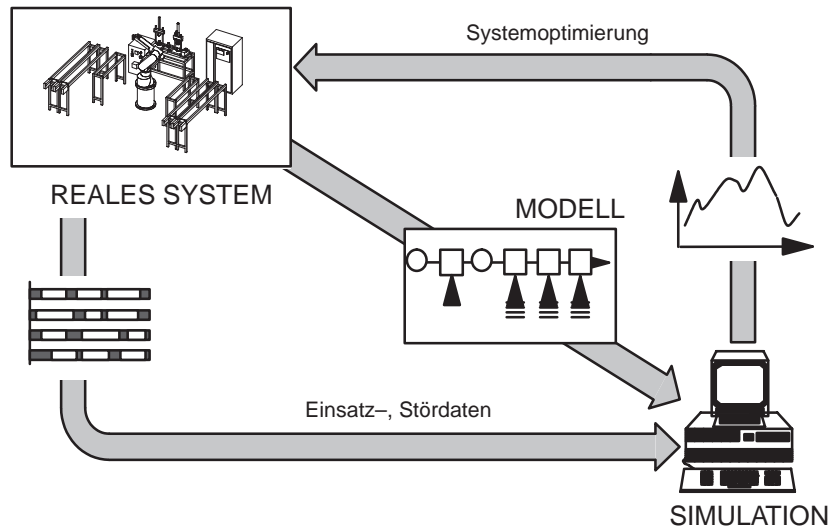 Systemoptimierung
REALES SYSTEM
MODELL
Einsatz–, Stördaten
SIMULATION